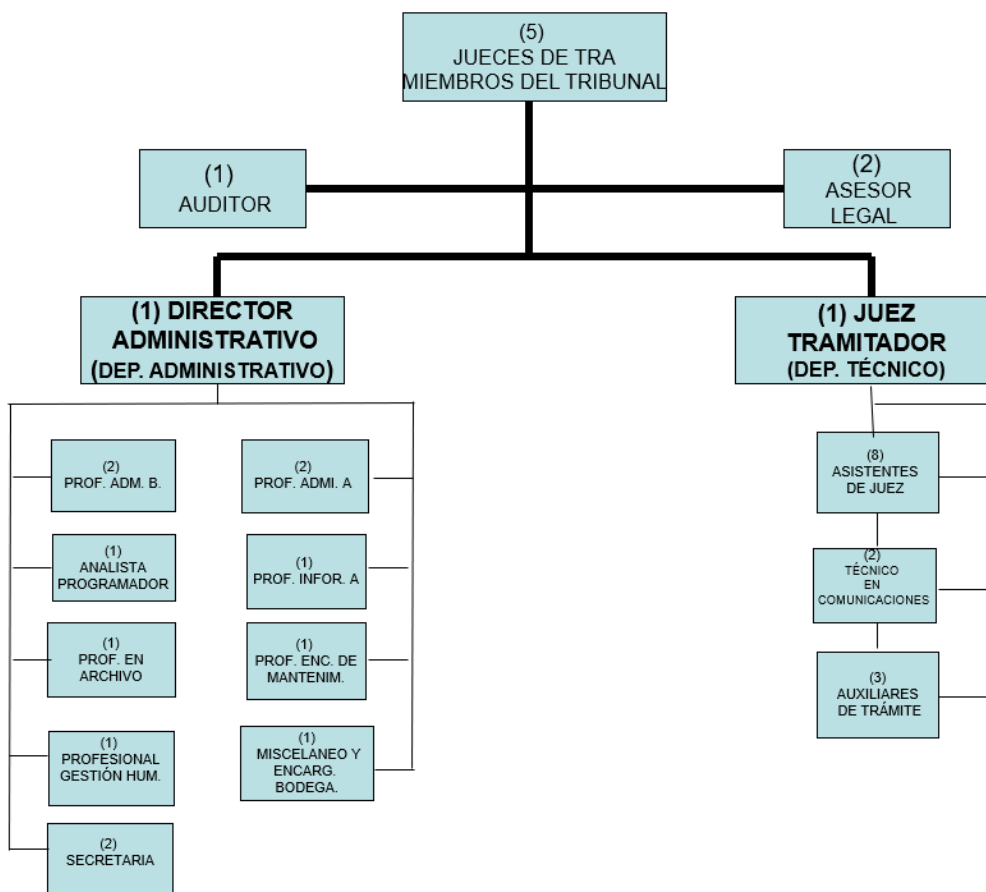 (5)
JUECES DE TRA
MIEMBROS DEL TRIBUNAL
(1)
AUDITOR
(2)
ASESOR
LEGAL
(1) DIRECTOR
ADMINISTRATIVO
(DEP. ADMINISTRATIVO)
(1) JUEZ
TRAMITADOR
(DEP. TÉCNICO)
(2)
PROF. ADM. B.
(2)
PROF. ADMI. A
(8)
ASISTENTES
DE JUEZ
(1)
ANALISTA
PROGRAMADOR
(1)
PROF. INFOR. A
(2)
TÉCNICO
EN
COMUNICACIONES
(1)
PROF. EN
ARCHIVO
(1)
PROF. ENC. DE
MANTENIM.
(3)
AUXILIARES
DE TRÁMITE
(1)
PROFESIONAL
GESTIÓN HUM.
(1)
MISCELANEO Y
ENCARG.
BODEGA.
(2)
SECRETARIA